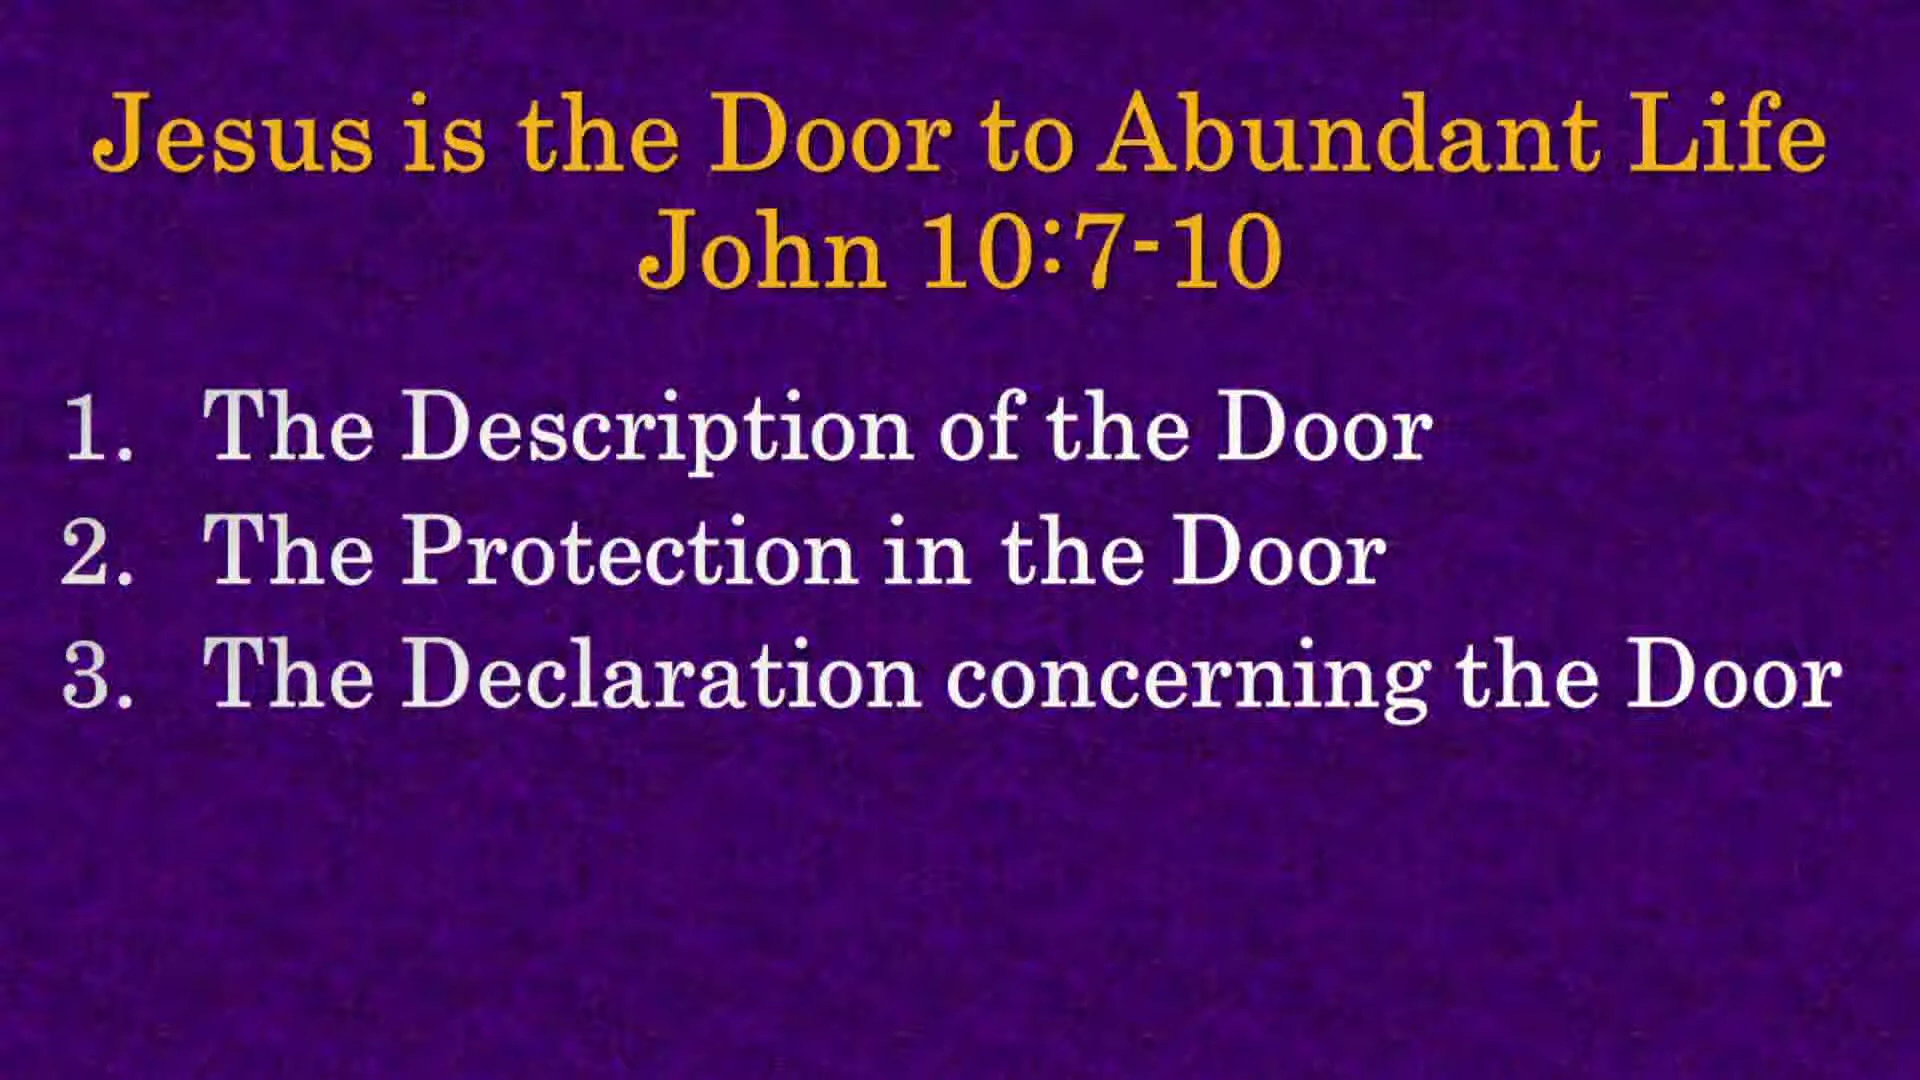 Jesus is the Door to Abundant Life
John 10:7-10
1. The Description of the Door
2. The Protection in the Door
3. The Declaration concerning the Door